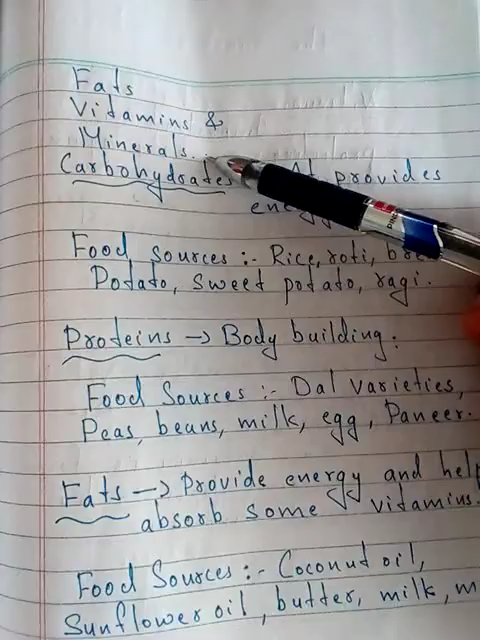 Fats
Vitamins &
Minerals.
Carbohydrates At provides
Food sources :- Rice, roti,
Potato, Sweet potato, ragi.
Proteins → Body building.
Food Sources :- Dal varieties,
Peas, beans, milk, egg, Paneer.
Fats → Provide energy and help
absorb some vitamins.
Food Sources :- Coconut oil,
Sunflower oil, butter, milk,